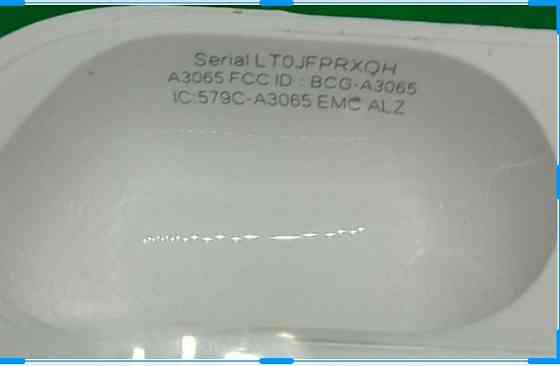 Serial LT0JFPRXQH
A3065 FCC ID : BCG-A3065
IC:579C-A3065 EMC ALZ